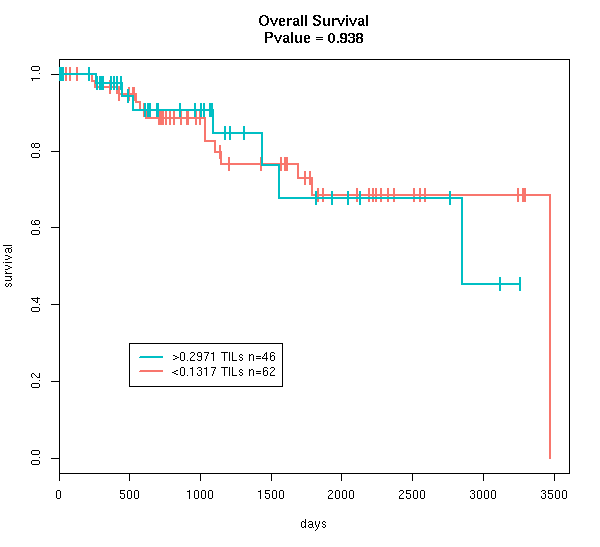 Overall Survival
Pvalue = 0.938
1.0
0.8
0.6
0.4
0.2
0.0
survival
>0.2971 TILs n=46
<0.1317 TILs n=62
0 500 1000 1500 2000 2500 3000 3500
days